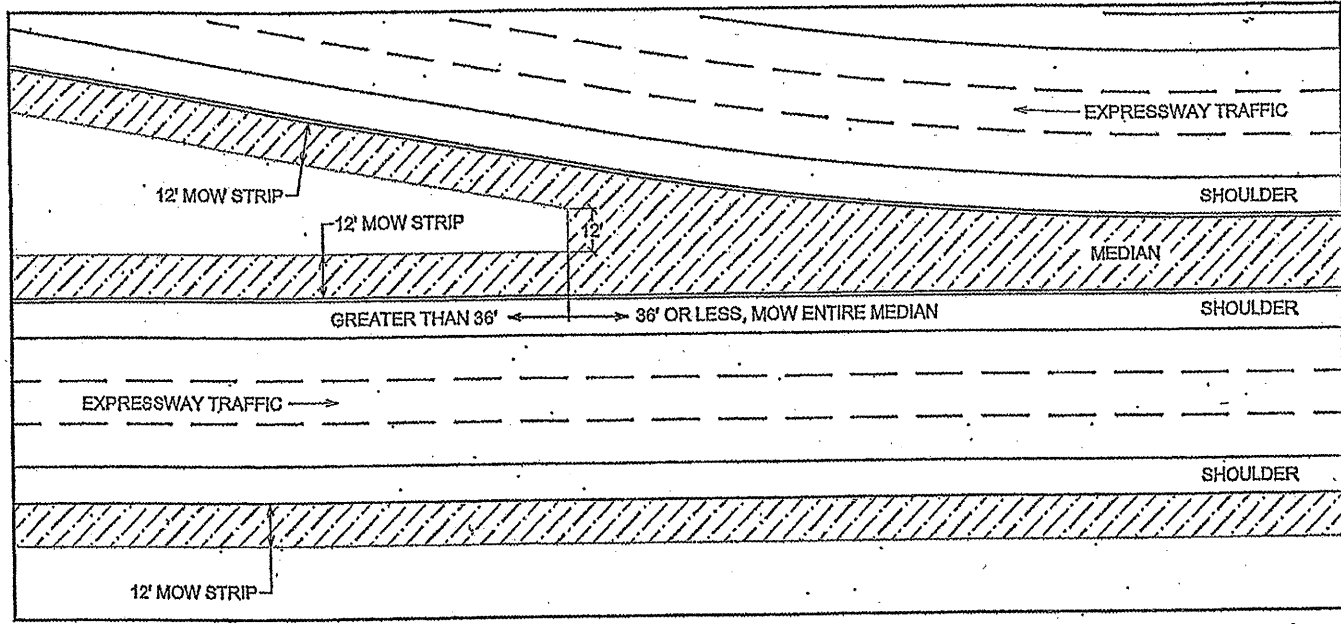 ← EXPRESSWAY TRAFFIC
12' MOW STRIP
SHOULDER
12' MOW STRIP
12'
MEDIAN
GREATER THAN 36' ←→ 36' OR LESS, MOW ENTIRE MEDIAN
SHOULDER
EXPRESSWAY TRAFFIC →
SHOULDER
12' MOW STRIP